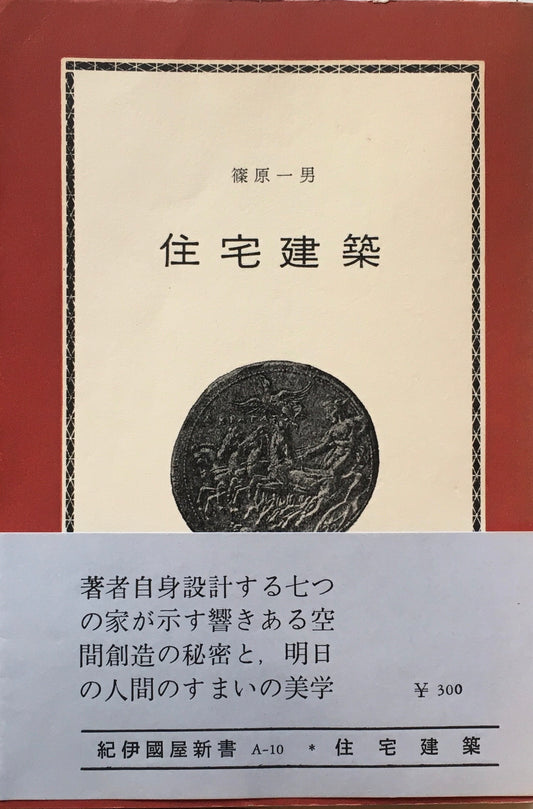 篠原一男
住宅建築
著者自身設計する七つ
の家が示す響きある空
間創造の秘密と，明日
の人間のすまいの美学
¥ 300
紀伊國屋新書 A-10 * 住宅建築